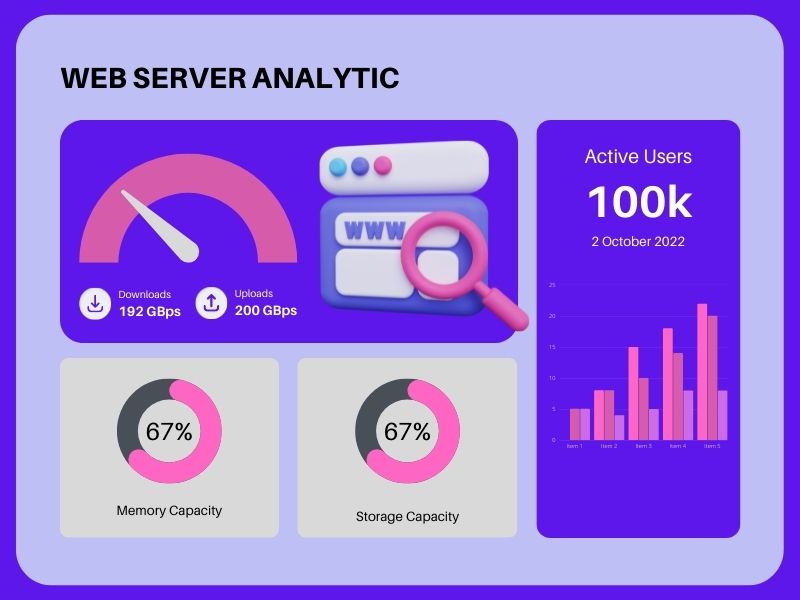 WEB SERVER ANALYTIC
WWW
Downloads
192 GBps
Uploads
200 GBps
Active Users
100k
2 October 2022
25
20
15
10
5
0
Item 1 Item 2 Item 3 Item 4 Item 5
67%
Memory Capacity
67%
Storage Capacity